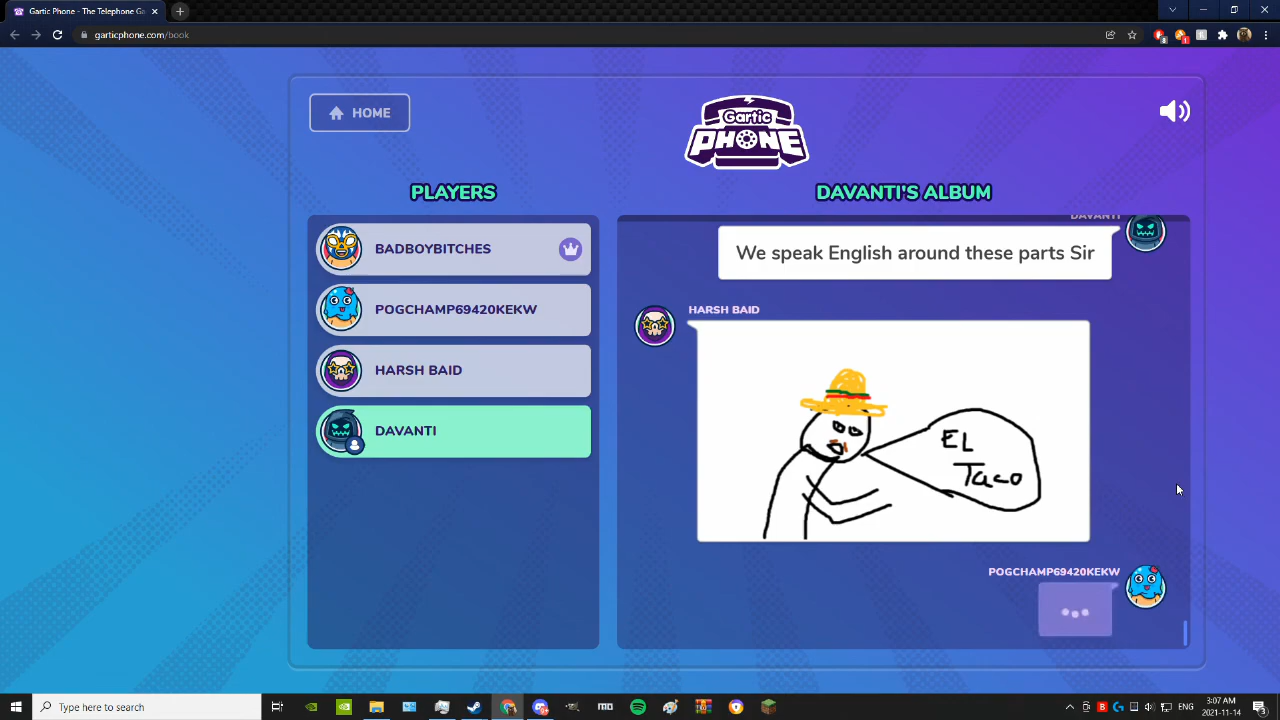 Gartic Phone - The Telephone Ga
garticphone.com/book
HOME
Gartic
PHONE
PLAYERS
DAVANTI'S ALBUM
BADBOYBITCHES
POGCHAMP69420KEKW
HARSH BAID
DAVANTI
DAVANTI
We speak English around these parts Sir
HARSH BAID
EL
Taco
POGCHAMP69420KEKW
Type here to search
ENG
3:07 AM
2021-11-14